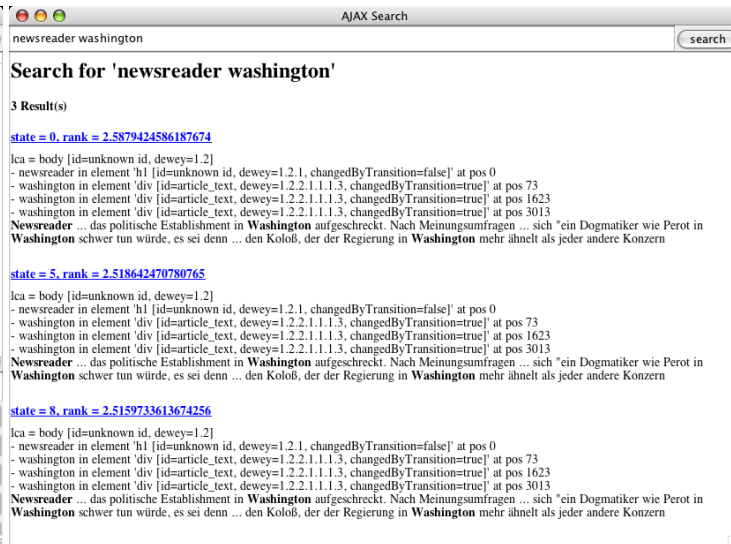 AJAX Search
newsreader washington
search
Search for 'newsreader washington'
3 Result(s)
state = 0, rank = 2.5879424586187674
lca = body [id=unknown id, dewey=1.2]
- newsreader in element 'h1 [id=unknown id, dewey=1.2.1, changedByTransition=false]' at pos 0
- washington in element 'div [id=article_text, dewey=1.2.2.1.1.1.3, changedByTransition=true]' at pos 73
- washington in element 'div [id=article_text, dewey=1.2.2.1.1.1.3, changedByTransition=true]' at pos 1623
- washington in element 'div [id=article_text, dewey=1.2.2.1.1.1.3, changedByTransition=true]' at pos 3013
Newsreader ... das politische Establishment in Washington aufgeschreckt. Nach Meinungsumfragen ... sich "ein Dogmatiker wie Perot in
Washington schwer tun würde, es sei denn ... den Koloß, der der Regierung in Washington mehr ähnelt als jeder andere Konzern
state = 5, rank = 2.518642470780765
lca = body [id=unknown id, dewey=1.2]
- newsreader in element 'h1 [id=unknown id, dewey=1.2.1, changedByTransition=false]' at pos 0
- washington in element 'div [id=article_text, dewey=1.2.2.1.1.1.3, changedByTransition=true]' at pos 73
- washington in element 'div [id=article_text, dewey=1.2.2.1.1.1.3, changedByTransition=true]' at pos 1623
- washington in element 'div [id=article_text, dewey=1.2.2.1.1.1.3, changedByTransition=true]' at pos 3013
Newsreader ... das politische Establishment in Washington aufgeschreckt. Nach Meinungsumfragen ... sich "ein Dogmatiker wie Perot in
Washington schwer tun würde, es sei denn ... den Koloß, der der Regierung in Washington mehr ähnelt als jeder andere Konzern
state = 8, rank = 2.5159733613674256
lca = body [id=unknown id, dewey=1.2]
- newsreader in element 'h1 [id=unknown id, dewey=1.2.1, changedByTransition=false]' at pos 0
- washington in element 'div [id=article_text, dewey=1.2.2.1.1.1.3, changedByTransition=true]' at pos 73
- washington in element 'div [id=article_text, dewey=1.2.2.1.1.1.3, changedByTransition=true]' at pos 1623
- washington in element 'div [id=article_text, dewey=1.2.2.1.1.1.3, changedByTransition=true]' at pos 3013
Newsreader ... das politische Establishment in Washington aufgeschreckt. Nach Meinungsumfragen ... sich "ein Dogmatiker wie Perot in
Washington schwer tun würde, es sei denn ... den Koloß, der der Regierung in Washington mehr ähnelt als jeder andere Konzern